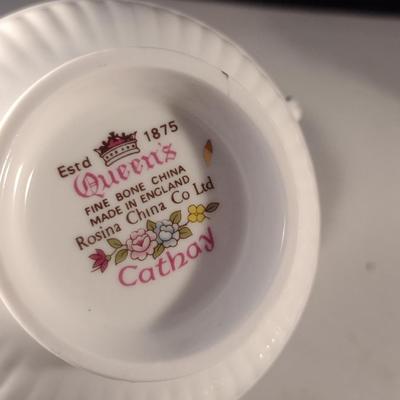 Estd 1875
Queen's
FINE BONE CHINA
MADE IN ENGLAND
Rosina China Co Ltd
Cathay